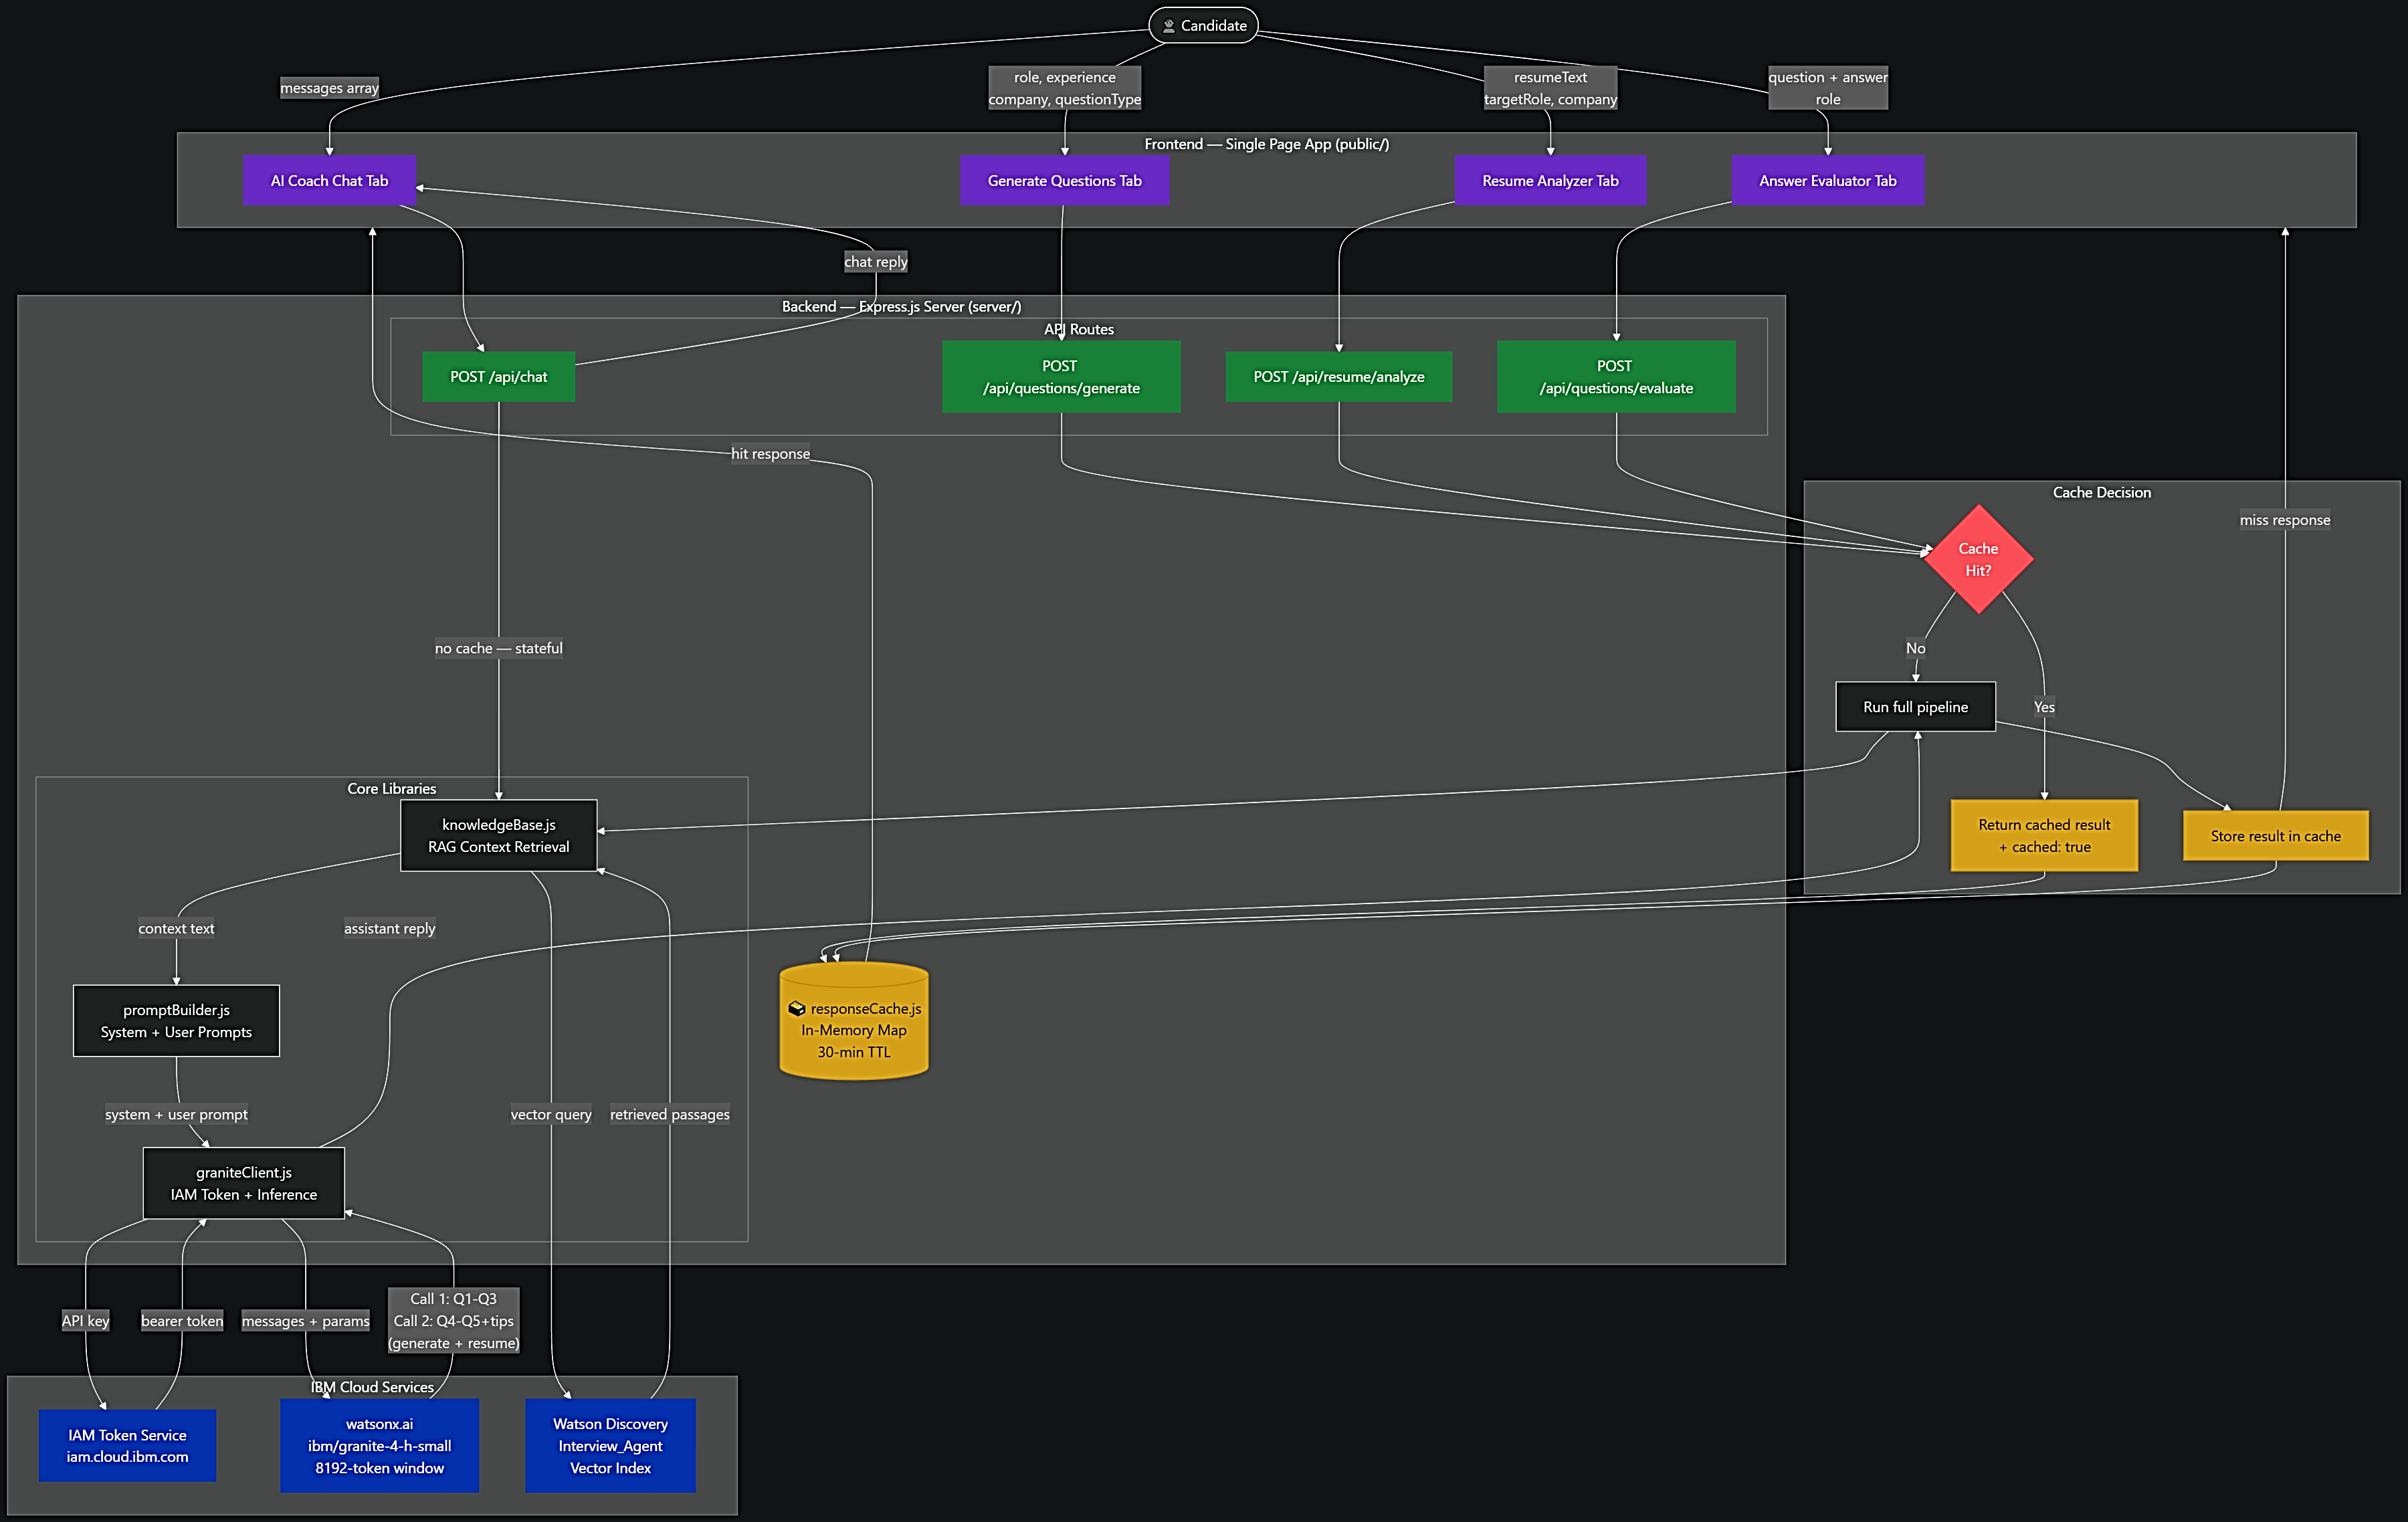 Candidate
messages array
role, experience
company, questionType
resumeText
targetRole, company
question + answer
role
Frontend — Single Page App (public/)
AI Coach Chat Tab
Generate Questions Tab
Resume Analyzer Tab
Answer Evaluator Tab
chat reply
Backend — Express.js Server (server/)
API Routes
POST /api/chat
POST
/api/questions/generate
POST /api/resume/analyze
POST
/api/questions/evaluate
hit response
Cache Decision
miss response
Cache
Hit?
no cache — stateful
No
Run full pipeline
Yes
Core Libraries
knowledgeBase.js
RAG Context Retrieval
Return cached result
+ cached: true
Store result in cache
context text
assistant reply
promptBuilder.js
System + User Prompts
responseCache.js
In-Memory Map
30-min TTL
system + user prompt
vector query
retrieved passages
graniteClient.js
IAM Token + Inference
API key
bearer token
messages + params
Call 1: Q1-Q3
Call 2: Q4-Q5+tips
(generate + resume)
IBM Cloud Services
IAM Token Service
iam.cloud.ibm.com
watsonx.ai
ibm/granite-4-h-small
8192-token window
Watson Discovery
Interview_Agent
Vector Index